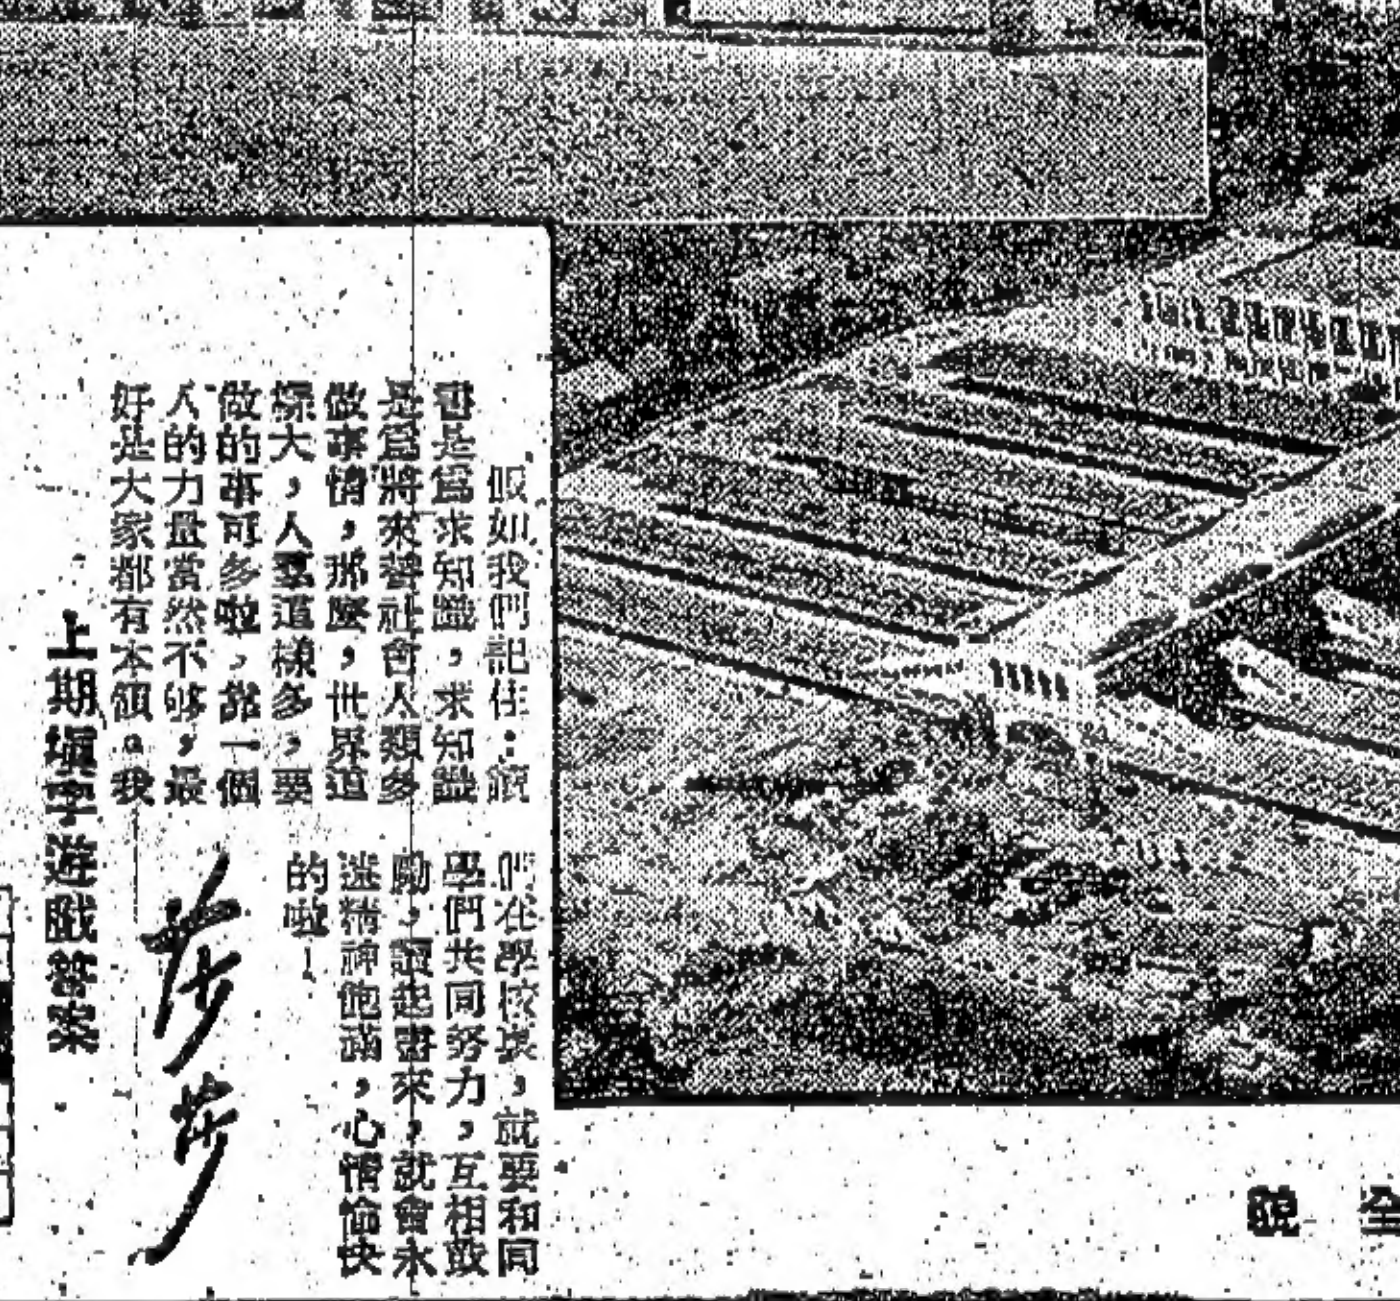 假如我們記住：讀
書是爲求知識，求知識
是爲將來替社會人類多
做事情，那麼，世界這
樣大，人類這樣多，要
做的事可多啦，靠一個
人的力量當然不够，最
好是大家都有本領。我
們在學校裏，就要和同
學們共同努力，互相鼓
勵，讀起書來，就會永
遠精神飽滿，心情愉快
的啦！
步步
上期填字遊戲答案
全貌